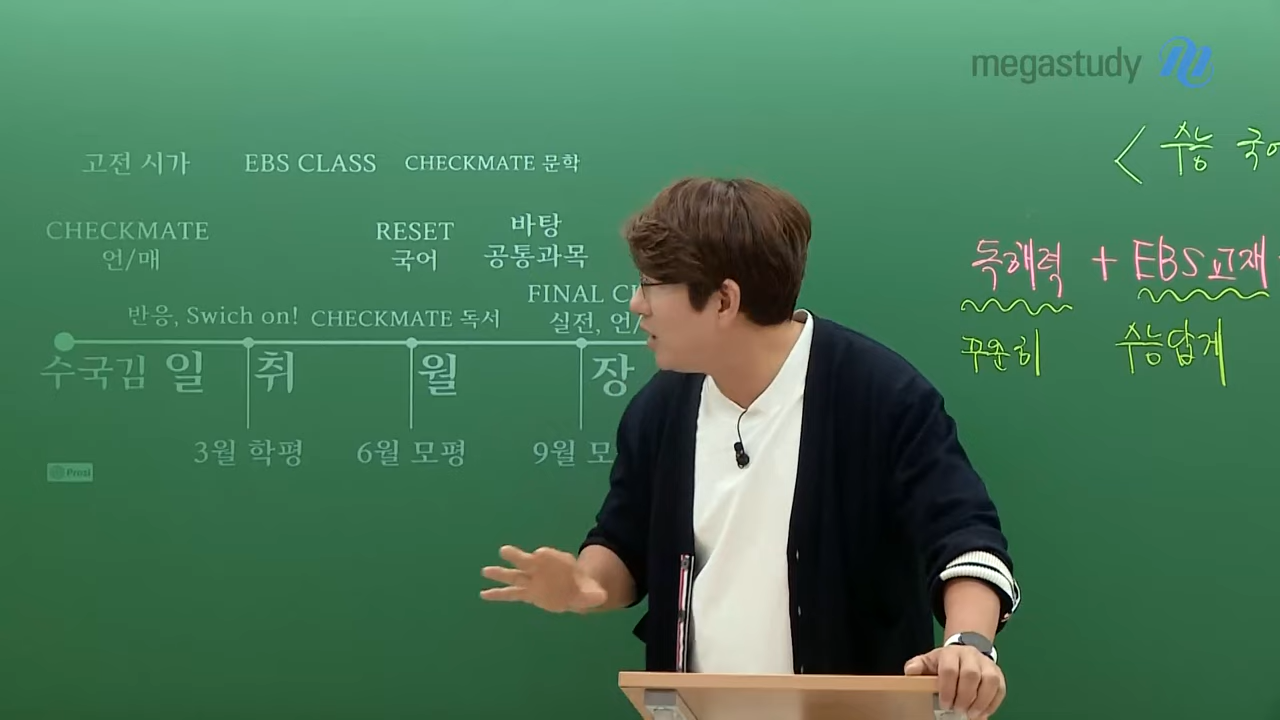 megastudy
고전 시가 EBS CLASS CHECKMATE 문학
CHECKMATE
언/매
RESET
국어
바탕
공통과목
반응, Swich on! CHECKMATE 독서
FINAL
실전, 언/
수국김 일 취 월 장
3월 학평 6월 모평 9월
Prezi
< 수능
독해력 + EBS교재
꾸준히 수능답게